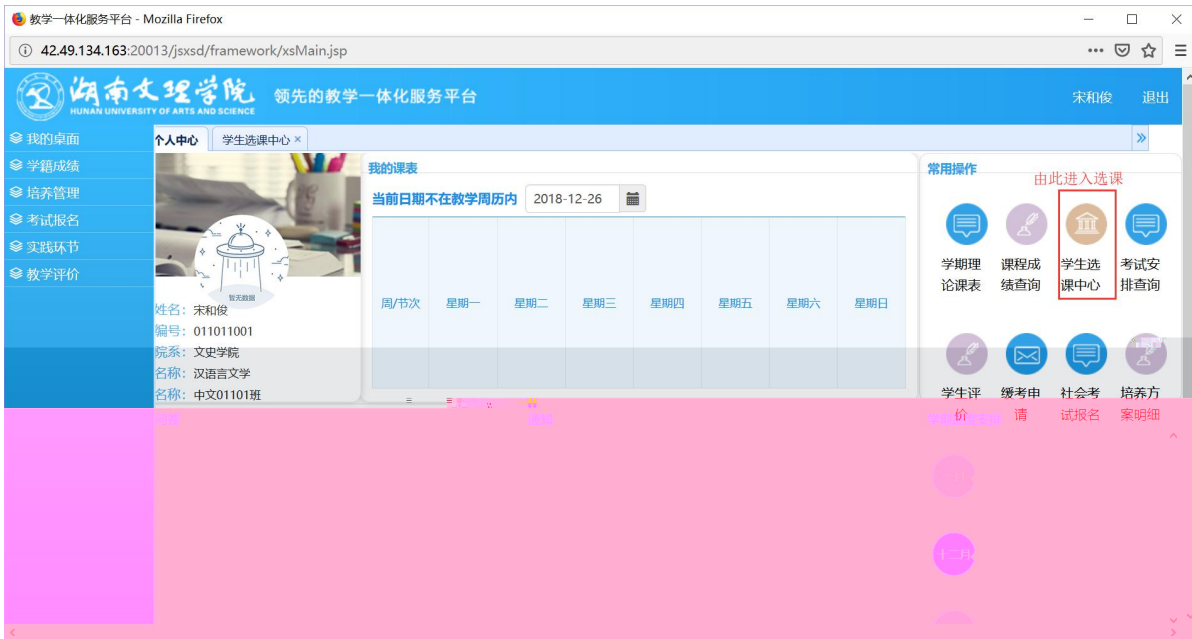 教学一体化服务平台 - Mozilla Firefox
42.49.134.163:20013/jsxsd/framework/xsMain.jsp
湖南文理学院
HUNAN UNIVERSITY OF ARTS AND SCIENCE
领先的教学一体化服务平台
宋和俊 退出
我的桌面
学籍成绩
培养管理
考试报名
实践环节
教学评价
个人中心 学生选课中心 ×
暂无数据
姓名: 宋和俊
编号: 011011001
院系: 文史学院
名称: 汉语言文学
名称: 中文01101班
我的课表
当前日期不在教学周历内 2018-12-26
周/节次 星期一 星期二 星期三 星期四 星期五 星期六 星期日
常用操作
由此进入选课
学期理论课表
课程成绩查询
学生选课中心
考试安排查询
学生评价
缓考申请
社会考试报名
培养方案明细
十二月